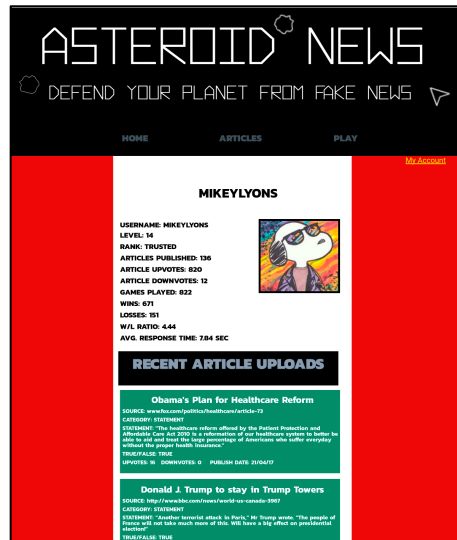 ASTEROID NEWS
DEFEND YOUR PLANET FROM FAKE NEWS
HOME ARTICLES PLAY
My Account
MIKEYLYONS
USERNAME: MIKEYLYONS
LEVEL: 14
RANK: TRUSTED
ARTICLES PUBLISHED: 136
ARTICLE UPVOTES: 820
ARTICLE DOWNVOTES: 12
GAMES PLAYED: 822
WINS: 671
LOSSES: 151
W/L RATIO: 4.44
AVG. RESPONSE TIME: 7.84 SEC
RECENT ARTICLE UPLOADS
Obama's Plan for Healthcare Reform
SOURCE: www.fox.com/politics/healthcare/article-73
CATEGORY: STATEMENT
STATEMENT: "The healthcare reform offered by the Patient Protection and
Affordable Care Act 2010 is a reformation of our healthcare system to better be
able to aid and treat the large percentage of Americans who suffer everyday
without the proper health insurance."
TRUE/FALSE: TRUE
UPVOTES: 16 DOWNVOTES: 0 PUBLISH DATE: 21/04/17
Donald J. Trump to stay in Trump Towers
SOURCE: http://www.bbc.com/news/world-us-canada-3967
CATEGORY: STATEMENT
STATEMENT: "Another terrorist attack in Paris," Mr Trump wrote. "The people of
France will not take much more of this. Will have a big effect on presidential
election!"
TRUE/FALSE: TRUE